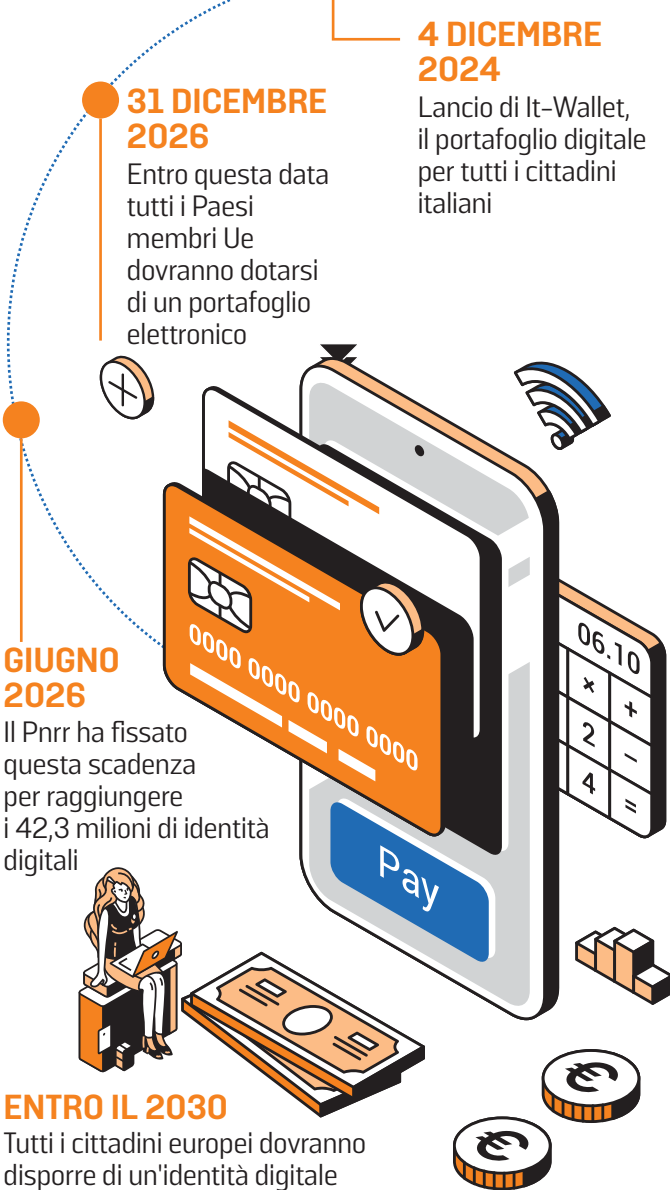 4 DICEMBRE
2024
Lancio di It-Wallet,
il portafoglio digitale
per tutti i cittadini
italiani
31 DICEMBRE
2026
Entro questa data
tutti i Paesi
membri Ue
dovranno dotarsi
di un portafoglio
elettronico
0000 0000 0000 0000
06.10
×
+
2
−
4
=
Pay
GIUGNO
2026
Il Pnrr ha fissato
questa scadenza
per raggiungere
i 42,3 milioni di identità
digitali
€
€
ENTRO IL 2030
Tutti i cittadini europei dovranno
disporre di un'identità digitale